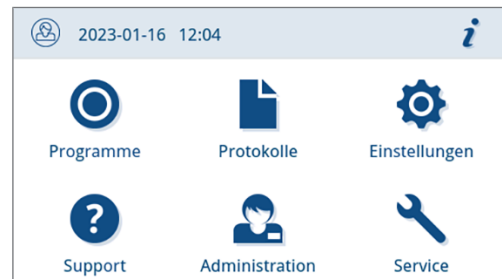 2023-01-16 12:04 i
Programme Protokolle Einstellungen
? 
Support Administration Service